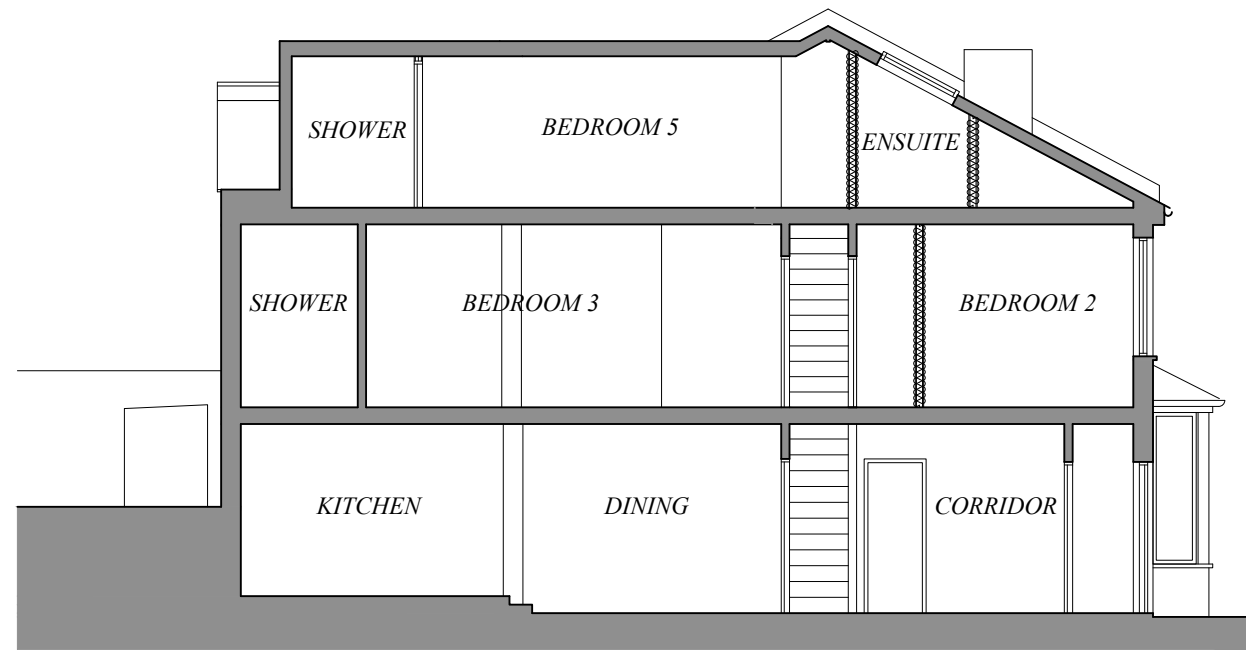 SHOWER
BEDROOM 5
ENSUITE
SHOWER
BEDROOM 3
BEDROOM 2
KITCHEN
DINING
CORRIDOR